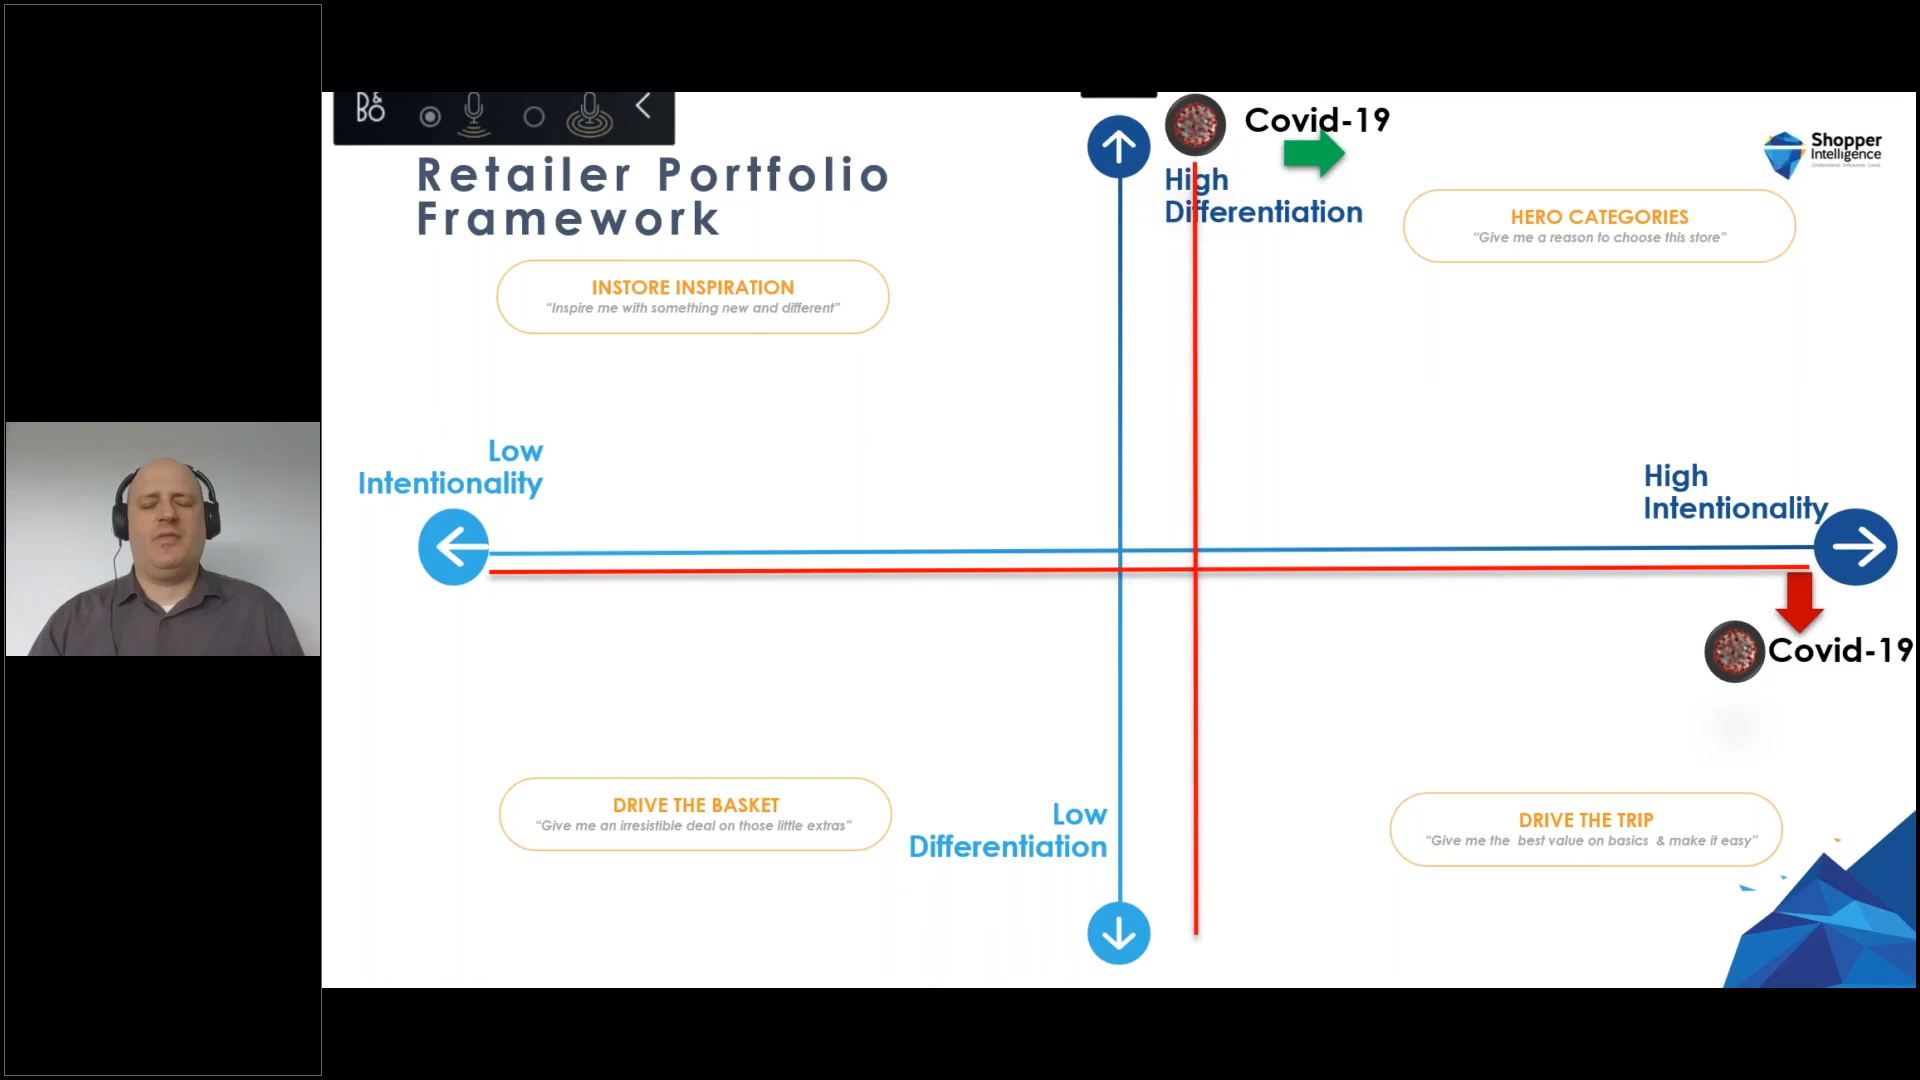 B&O
Covid-19
Shopper
Intelligence
Retailer Portfolio
Framework
High
Differentiation
HERO CATEGORIES
“Give me a reason to choose this store”
INSTORE INSPIRATION
“Inspire me with something new and different”
Low
Intentionality
High
Intentionality
Covid-19
DRIVE THE BASKET
“Give me an irresistible deal on those little extras”
Low
Differentiation
DRIVE THE TRIP
“Give me the best value on basics & make it easy”